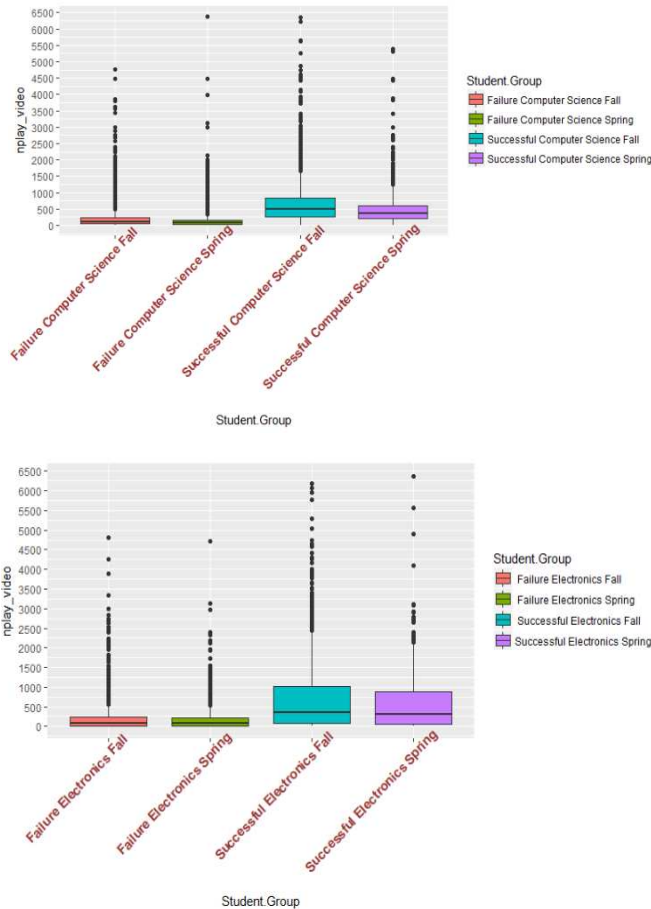 6500
6000
5500
5000
4500
4000
3500
3000
2500
2000
1500
1000
500
0
nplay_video
Failure Computer Science Fall
Failure Computer Science Spring
Successful Computer Science Fall
Successful Computer Science Spring
Student.Group
Student.Group
Failure Computer Science Fall
Failure Computer Science Spring
Successful Computer Science Fall
Successful Computer Science Spring
6500
6000
5500
5000
4500
4000
3500
3000
2500
2000
1500
1000
500
0
nplay_video
Failure Electronics Fall
Failure Electronics Spring
Successful Electronics Fall
Successful Electronics Spring
Student.Group
Student.Group
Failure Electronics Fall
Failure Electronics Spring
Successful Electronics Fall
Successful Electronics Spring